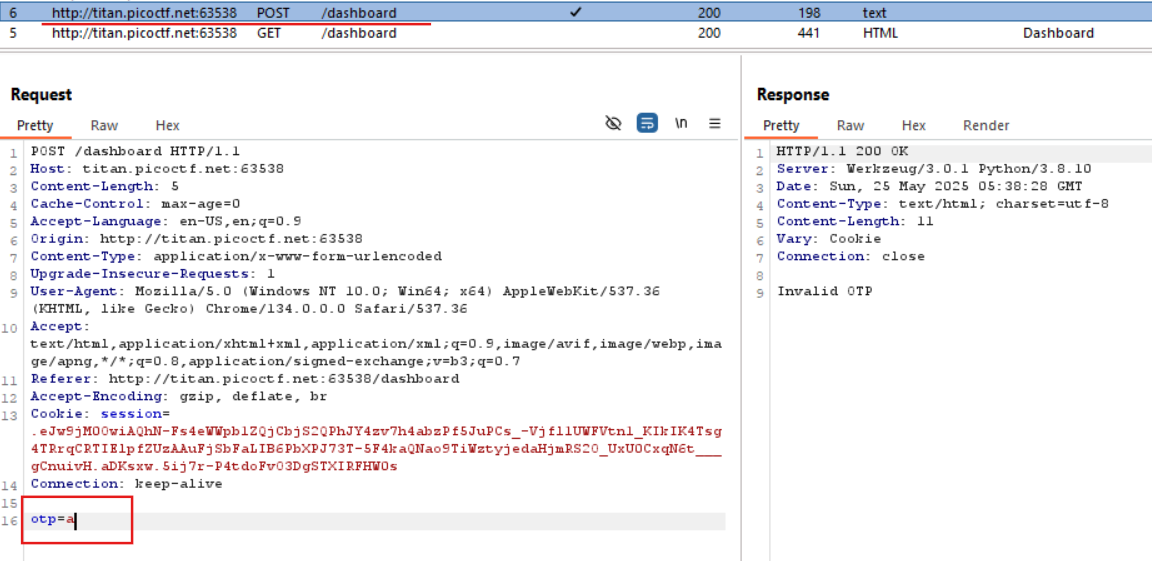 6 http://titan.picoctf.net:63538 POST /dashboard ✓ 200 198 text
5 http://titan.picoctf.net:63538 GET /dashboard 200 441 HTML Dashboard
Request
Pretty Raw Hex \n
1 POST /dashboard HTTP/1.1
2 Host: titan.picoctf.net:63538
3 Content-Length: 5
4 Cache-Control: max-age=0
5 Accept-Language: en-US,en;q=0.9
6 Origin: http://titan.picoctf.net:63538
7 Content-Type: application/x-www-form-urlencoded
8 Upgrade-Insecure-Requests: 1
9 User-Agent: Mozilla/5.0 (Windows NT 10.0; Win64; x64) AppleWebKit/537.36
(KHTML, like Gecko) Chrome/134.0.0.0 Safari/537.36
10 Accept:
text/html,application/xhtml+xml,application/xml;q=0.9,image/avif,image/webp,ima
ge/apng,*/*;q=0.8,application/signed-exchange;v=b3;q=0.7
11 Referer: http://titan.picoctf.net:63538/dashboard
12 Accept-Encoding: gzip, deflate, br
13 Cookie: session=
14 Connection: keep-alive
15
16 otp=a
Response
Pretty Raw Hex Render
1 HTTP/1.1 200 OK
2 Server: Werkzeug/3.0.1 Python/3.8.10
3 Date: Sun, 25 May 2025 05:38:28 GMT
4 Content-Type: text/html; charset=utf-8
5 Content-Length: 11
6 Vary: Cookie
7 Connection: close
8
9 Invalid OTP